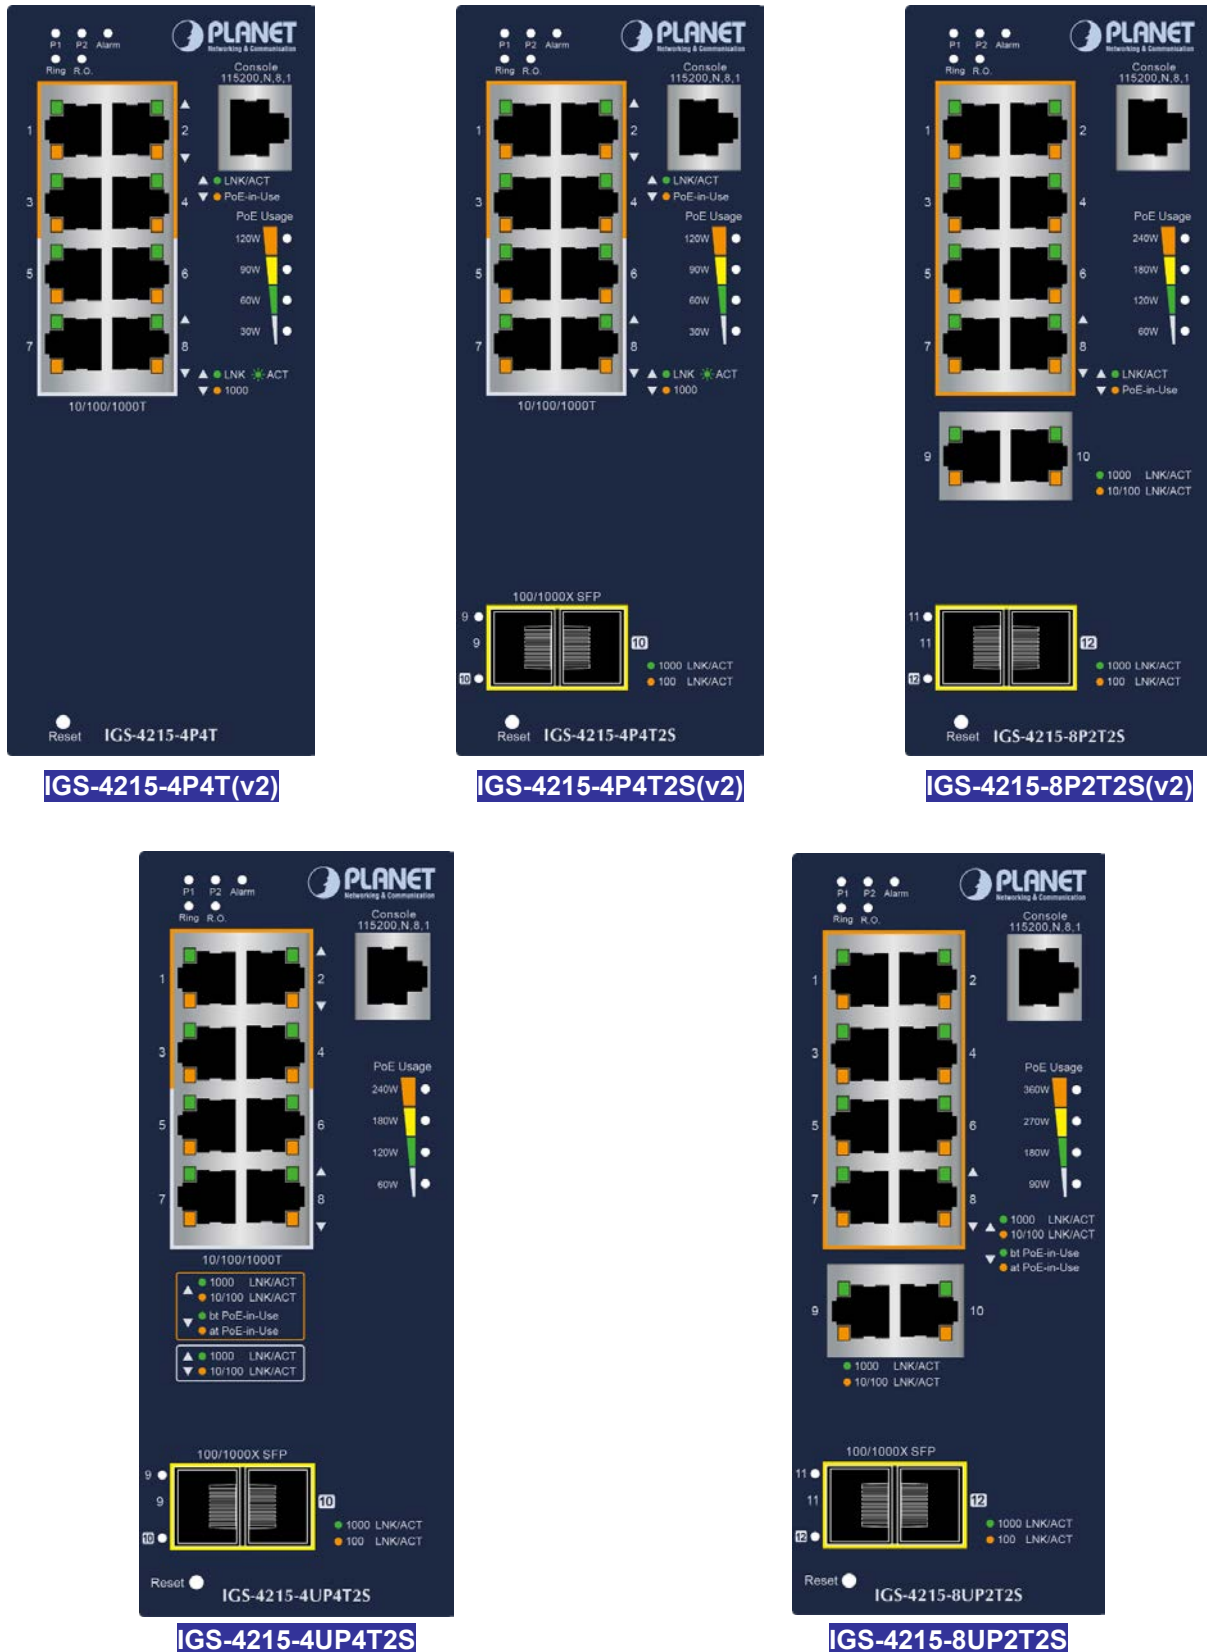 P1 P2 Alarm
PLANET
Networking & Communication
Ring R.O.
Console
115200,N,8,1
1 2
LNK/ACT
3 4 PoE-in-Use
PoE Usage
120W
90W
5 6
60W
30W
7 8
LNK ACT
1000
10/100/1000T
Reset IGS-4215-4P4T
IGS-4215-4P4T(v2)
P1 P2 Alarm
PLANET
Networking & Communication
Ring R.O.
Console
115200,N,8,1
1 2
LNK/ACT
3 4 PoE-in-Use
PoE Usage
120W
90W
5 6
60W
30W
7 8
LNK ACT
1000
10/100/1000T
100/1000X SFP
9
9 10
1000 LNK/ACT
10 100 LNK/ACT
Reset IGS-4215-4P4T2S
IGS-4215-4P4T2S(v2)
P1 P2 Alarm
PLANET
Networking & Communication
Ring R.O.
Console
115200,N,8,1
1 2
3 4
PoE Usage
240W
180W
5 6
120W
60W
7 8
LNK/ACT
PoE-in-Use
9 10
1000 LNK/ACT
10/100 LNK/ACT
11
11 12
1000 LNK/ACT
12 100 LNK/ACT
Reset IGS-4215-8P2T2S
IGS-4215-8P2T2S(v2)
P1 P2 Alarm
PLANET
Networking & Communication
Ring R.O.
Console
115200,N,8,1
1 2
3 4
PoE Usage
240W
180W
5 6
120W
60W
7 8
10/100/1000T
1000 LNK/ACT
10/100 LNK/ACT
bt PoE-in-Use
at PoE-in-Use
1000 LNK/ACT
10/100 LNK/ACT
100/1000X SFP
9
9 10
1000 LNK/ACT
10 100 LNK/ACT
Reset
IGS-4215-4UP4T2S
IGS-4215-4UP4T2S
P1 P2 Alarm
PLANET
Networking & Communication
Ring R.O.
Console
115200,N,8,1
1 2
3 4
PoE Usage
360W
270W
5 6
180W
90W
7 8
1000 LNK/ACT
10/100 LNK/ACT
bt PoE-in-Use
at PoE-in-Use
9 10
1000 LNK/ACT
10/100 LNK/ACT
100/1000X SFP
11
11 12
1000 LNK/ACT
12 100 LNK/ACT
Reset
IGS-4215-8UP2T2S
IGS-4215-8UP2T2S